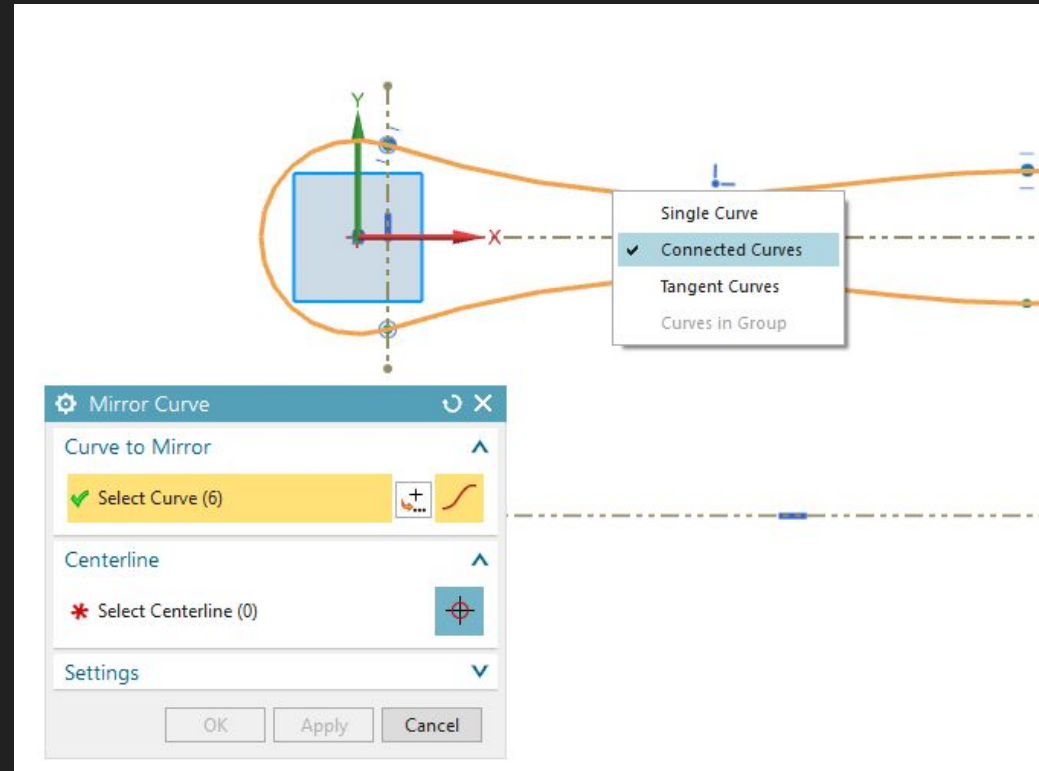 Y
X
Single Curve
Connected Curves
Tangent Curves
Curves in Group
Mirror Curve
Curve to Mirror
Select Curve (6)
Centerline
Select Centerline (0)
Settings
OK
Apply
Cancel